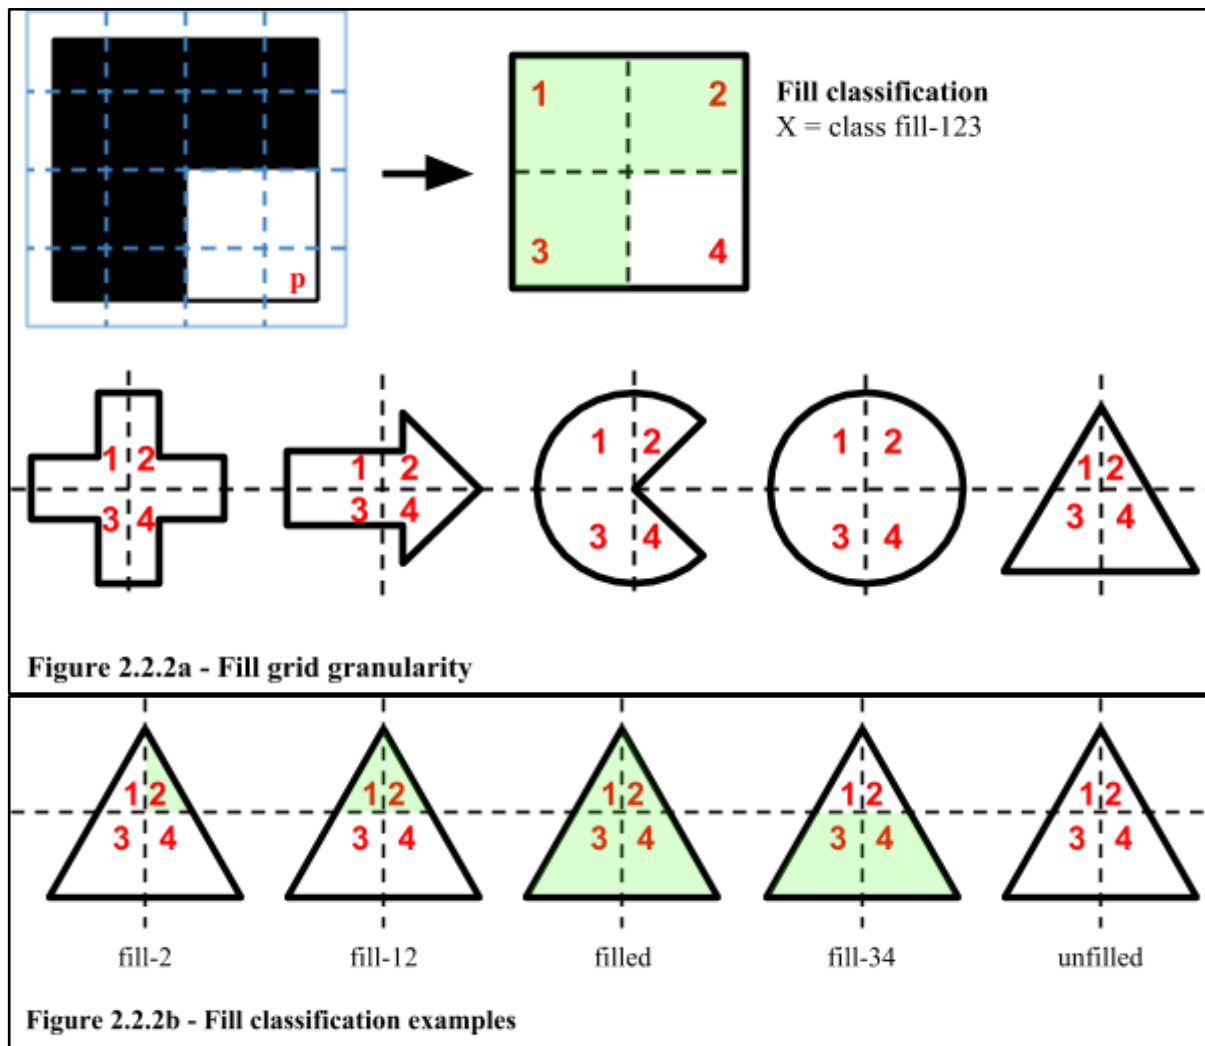 p
1 2
3 4
Fill classification
X = class fill-123
1 2 1 2 1 2 1 2 1 2
3 4 3 4 3 4 3 4 3 4
Figure 2.2.2a - Fill grid granularity
1 2 1 2 1 2 1 2 1 2
3 4 3 4 3 4 3 4 3 4
fill-2 fill-12 filled fill-34 unfilled
Figure 2.2.2b - Fill classification examples